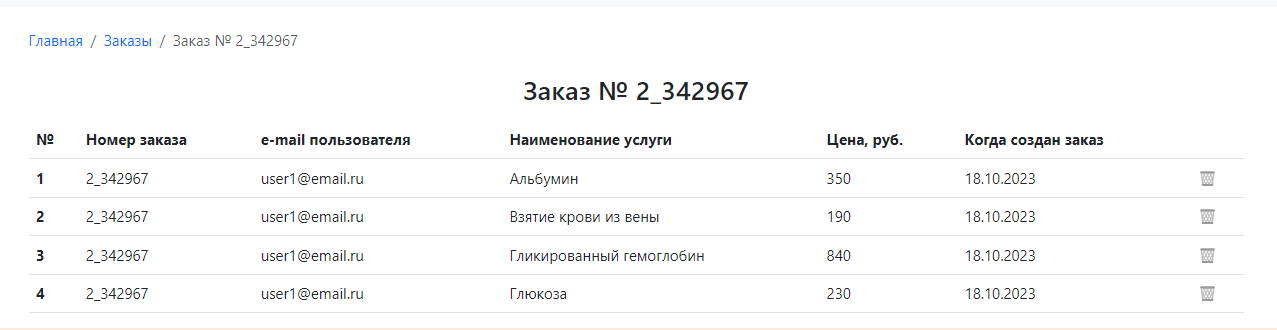 Главная / Заказы / Заказ № 2_342967
Заказ № 2_342967
№ Номер заказа e-mail пользователя Наименование услуги Цена, руб. Когда создан заказ
1 2_342967 user1@email.ru Альбумин 350 18.10.2023
2 2_342967 user1@email.ru Взятие крови из вены 190 18.10.2023
3 2_342967 user1@email.ru Гликированный гемоглобин 840 18.10.2023
4 2_342967 user1@email.ru Глюкоза 230 18.10.2023